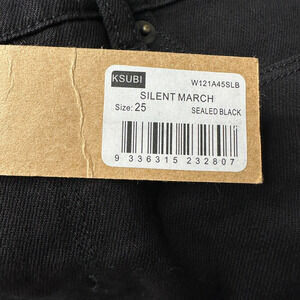 KSUBI W121A45SLB
SILENT MARCH
Size: 25 SEALED BLACK
9 336315 232807